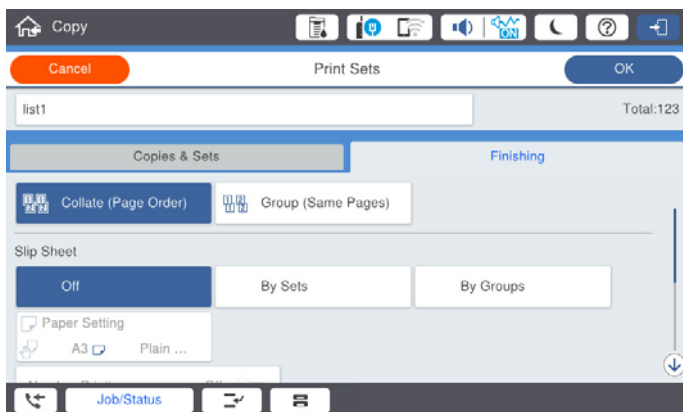 Copy
ON
Cancel Print Sets OK
list1 Total:123
Copies & Sets Finishing
Collate (Page Order) Group (Same Pages)
Slip Sheet
Off By Sets By Groups
Paper Setting
A3 Plain ...
Job/Status